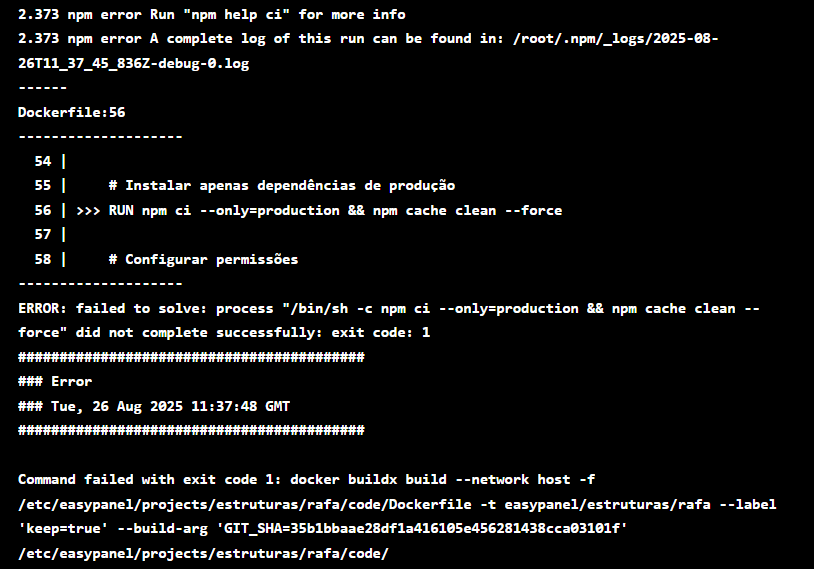 2.373 npm error Run "npm help ci" for more info
2.373 npm error A complete log of this run can be found in: /root/.npm/_logs/2025-08-
26T11_37_45_836Z-debug-0.log
------
Dockerfile:56
--------------------
54 |
55 |     # Instalar apenas dependências de produção
56 | >>> RUN npm ci --only=production && npm cache clean --force
57 |
58 |     # Configurar permissões
--------------------
ERROR: failed to solve: process "/bin/sh -c npm ci --only=production && npm cache clean --
force" did not complete successfully: exit code: 1
##########################################
### Error
### Tue, 26 Aug 2025 11:37:48 GMT
##########################################
Command failed with exit code 1: docker buildx build --network host -f
/etc/easypanel/projects/estruturas/rafa/code/Dockerfile -t easypanel/estruturas/rafa --label
'keep=true' --build-arg 'GIT_SHA=35b1bbaae28df1a416105e456281438cca03101f'
/etc/easypanel/projects/estruturas/rafa/code/